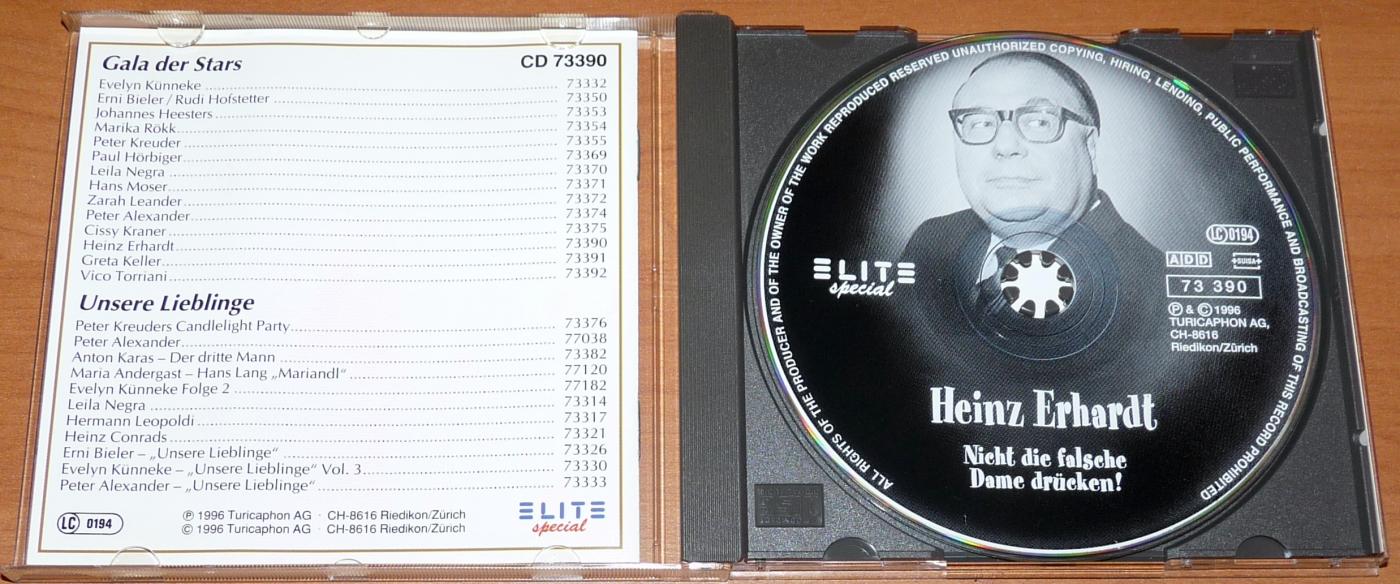 Gala der Stars CD 73390
Evelyn Künneke 73332
Erni Bieler / Rudi Hofstetter 73350
Johannes Heesters 73353
Marika Rökk 73354
Peter Kreuder 73355
Paul Hörbiger 73369
Leila Negra 73370
Hans Moser 73371
Zarah Leander 73372
Peter Alexander 73374
Cissy Kraner 73375
Heinz Erhardt 73390
Greta Keller 73391
Vico Torriani 73392
Unsere Lieblinge
Peter Kreuders Candlelight Party 73376
Peter Alexander 77038
Anton Karas – Der dritte Mann 73382
Maria Andergast – Hans Lang „Mariandl“ 77120
Evelyn Künneke Folge 2 77182
Leila Negra 73314
Hermann Leopoldi 73317
Heinz Conrads 73321
Erni Bieler – „Unsere Lieblinge“ 73326
Evelyn Künneke – „Unsere Lieblinge“ Vol. 3 73330
Peter Alexander – „Unsere Lieblinge“ 73333
LC 0194
℗ 1996 Turicaphon AG · CH-8616 Riedikon/Zürich
© 1996 Turicaphon AG · CH-8616 Riedikon/Zürich
ELITE
special
ALL RIGHTS OF THE PRODUCER AND OF THE OWNER OF THE WORK REPRODUCED RESERVED UNAUTHORIZED COPYING, HIRING, LENDING, PUBLIC PERFORMANCE AND BROADCASTING OF THIS RECORD PROHIBITED
ELITE
special
LC 0194
ADD SUISA
73 390
℗ & © 1996
TURICAPHON AG,
CH-8616
Riedikon/Zürich
Heinz Erhardt
Nicht die falsche
Dame drücken!